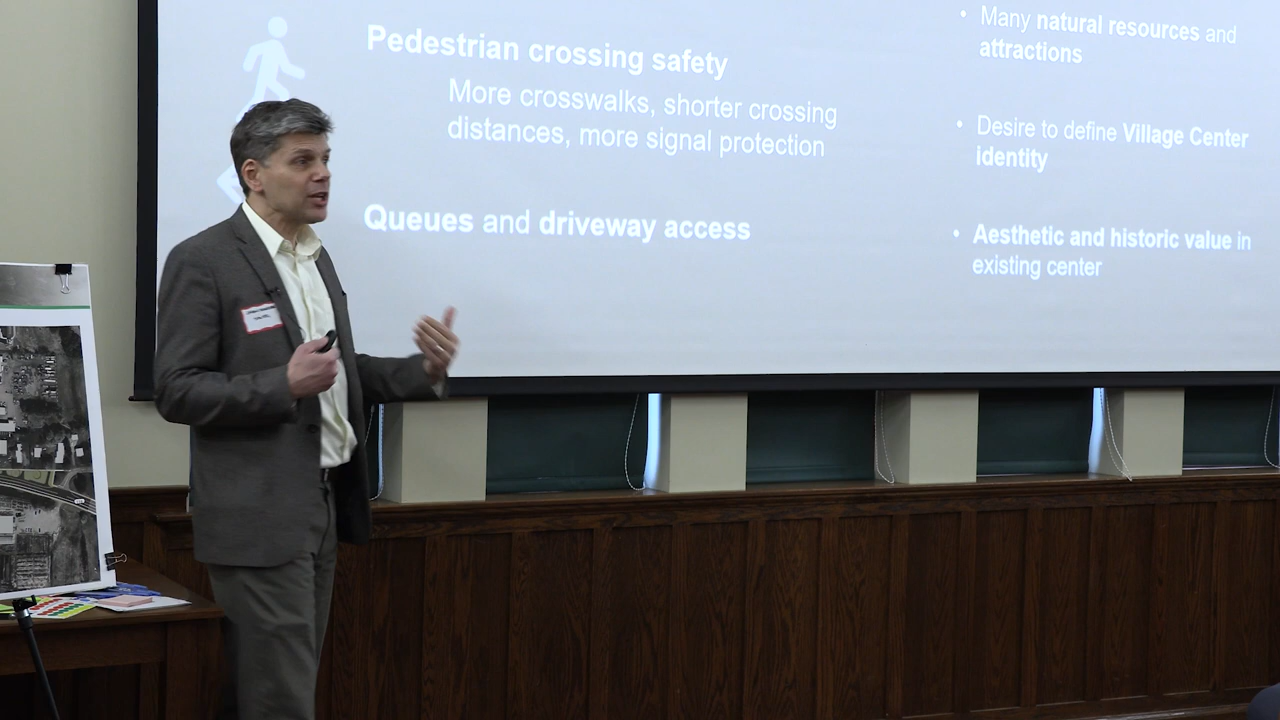 Pedestrian crossing safety
More crosswalks, shorter crossing
distances, more signal protection
Queues and driveway access
• Many natural resources and
attractions
• Desire to define Village Center
identity
• Aesthetic and historic value in
existing center